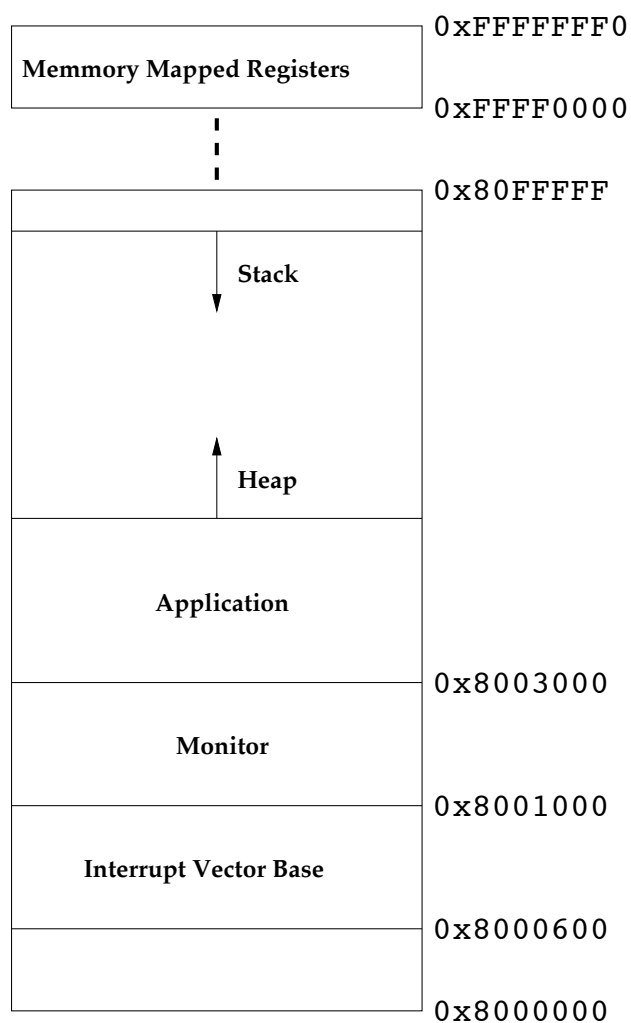 0xFFFFFFF0
Memmory Mapped Registers
0xFFFF0000
0x80FFFFF
Stack
Heap
Application
0x8003000
Monitor
0x8001000
Interrupt Vector Base
0x8000600
0x8000000